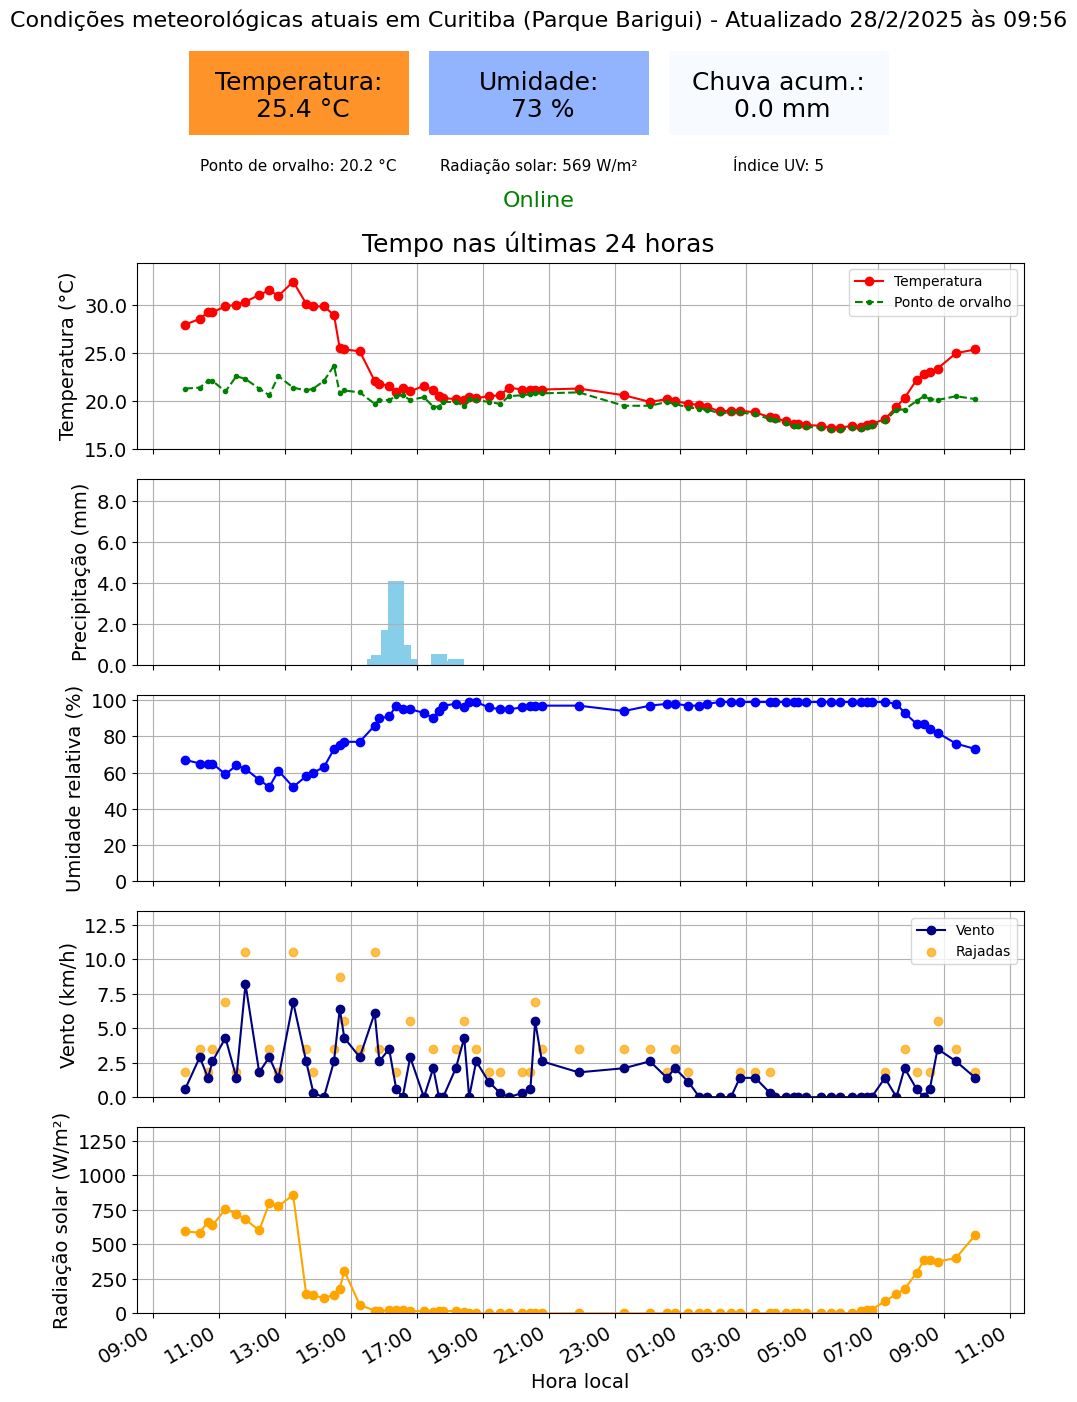 Condições meteorológicas atuais em Curitiba (Parque Barigui) - Atualizado 28/2/2025 às 09:56
Temperatura:
25.4 °C
Umidade:
73 %
Chuva acum.:
0.0 mm
Ponto de orvalho: 20.2 °C
Radiação solar: 569 W/m²
Índice UV: 5
Online
Tempo nas últimas 24 horas
Temperatura (°C)
30.0
25.0
20.0
15.0
Temperatura
Ponto de orvalho
Precipitação (mm)
8.0
6.0
4.0
2.0
0.0
Umidade relativa (%)
100
80
60
40
20
0
Vento (km/h)
12.5
10.0
7.5
5.0
2.5
0.0
Vento
Rajadas
Radiação solar (W/m²)
1250
1000
750
500
250
0
09:00
11:00
13:00
15:00
17:00
19:00
21:00
23:00
01:00
03:00
05:00
07:00
09:00
11:00
Hora local